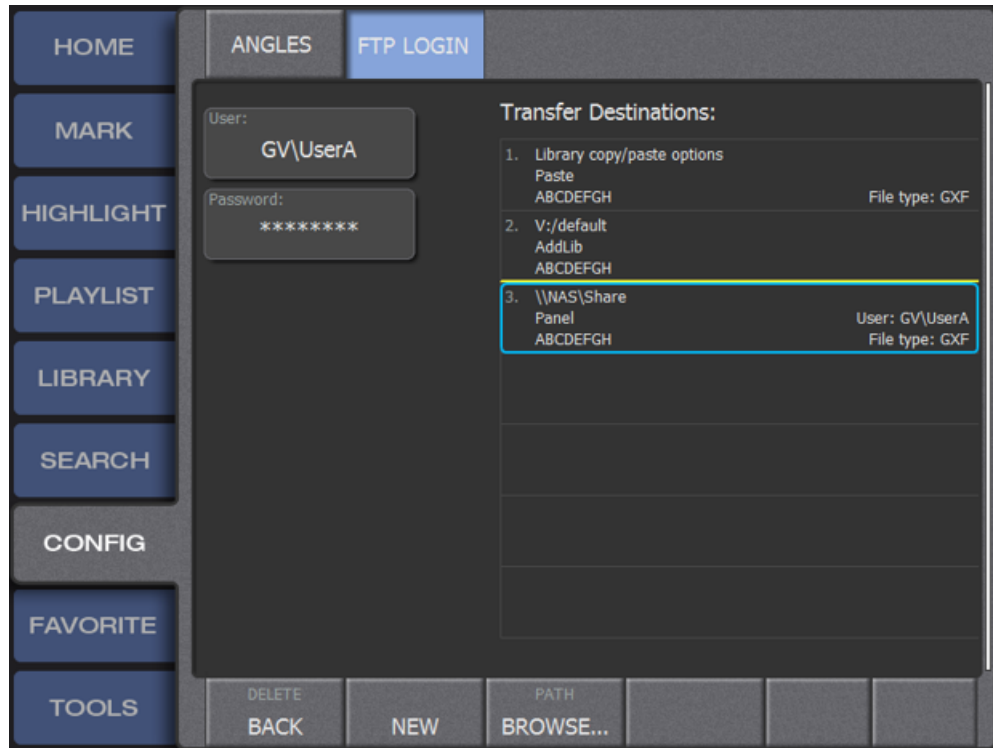 HOME
MARK
HIGHLIGHT
PLAYLIST
LIBRARY
SEARCH
CONFIG
FAVORITE
TOOLS
ANGLES
FTP LOGIN
User:
GV\UserA
Password:
********
Transfer Destinations:
1. Library copy/paste options
Paste
ABCDEFGH File type: GXF
2. V:/default
AddLib
ABCDEFGH
3. \\NAS\Share
Panel User: GV\UserA
ABCDEFGH File type: GXF
DELETE
BACK
NEW
PATH
BROWSE...